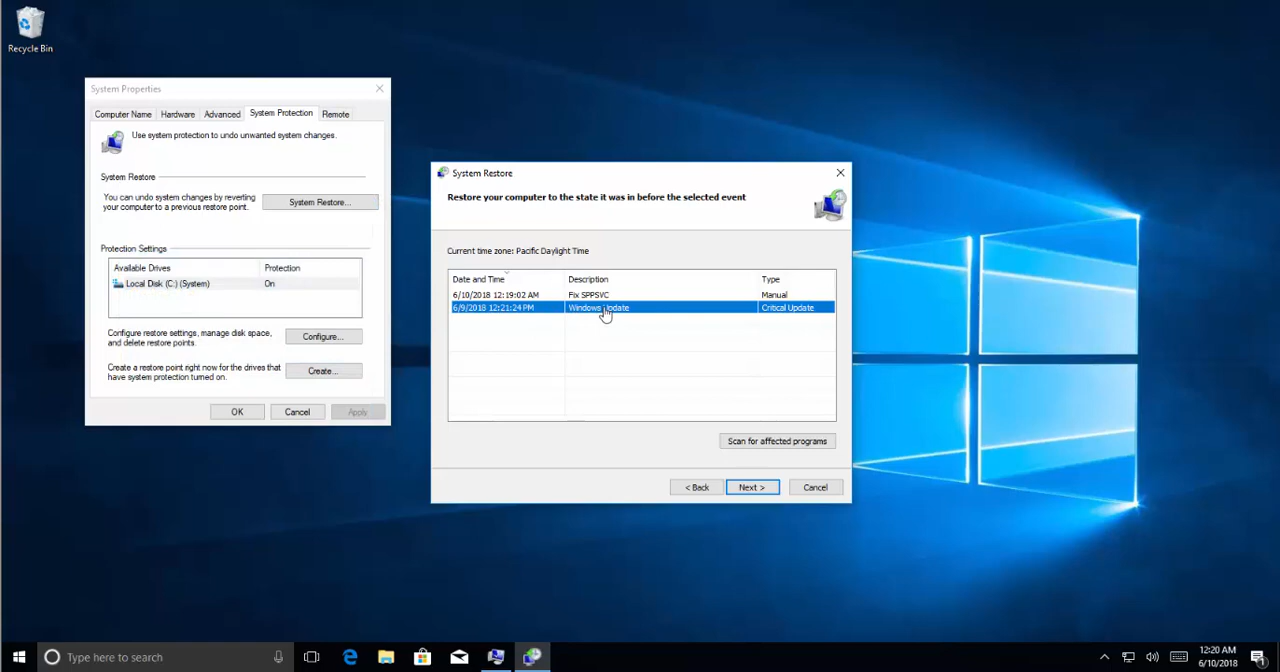 Recycle Bin
System Properties
Computer Name Hardware Advanced System Protection Remote
Use system protection to undo unwanted system changes.
System Restore
You can undo system changes by reverting
your computer to a previous restore point.
System Restore...
Protection Settings
Available Drives Protection
Local Disk (C:) (System) On
Configure restore settings, manage disk space,
and delete restore points.
Configure...
Create a restore point right now for the drives that
have system protection turned on.
Create...
OK Cancel Apply
System Restore
Restore your computer to the state it was in before the selected event
Current time zone: Pacific Daylight Time
Date and Time Description Type
6/10/2018 12:19:02 AM Fix SPPSVC Manual
6/9/2018 12:21:24 PM Windows Update Critical Update
Scan for affected programs
< Back Next > Cancel
Type here to search
12:20 AM
6/10/2018
1